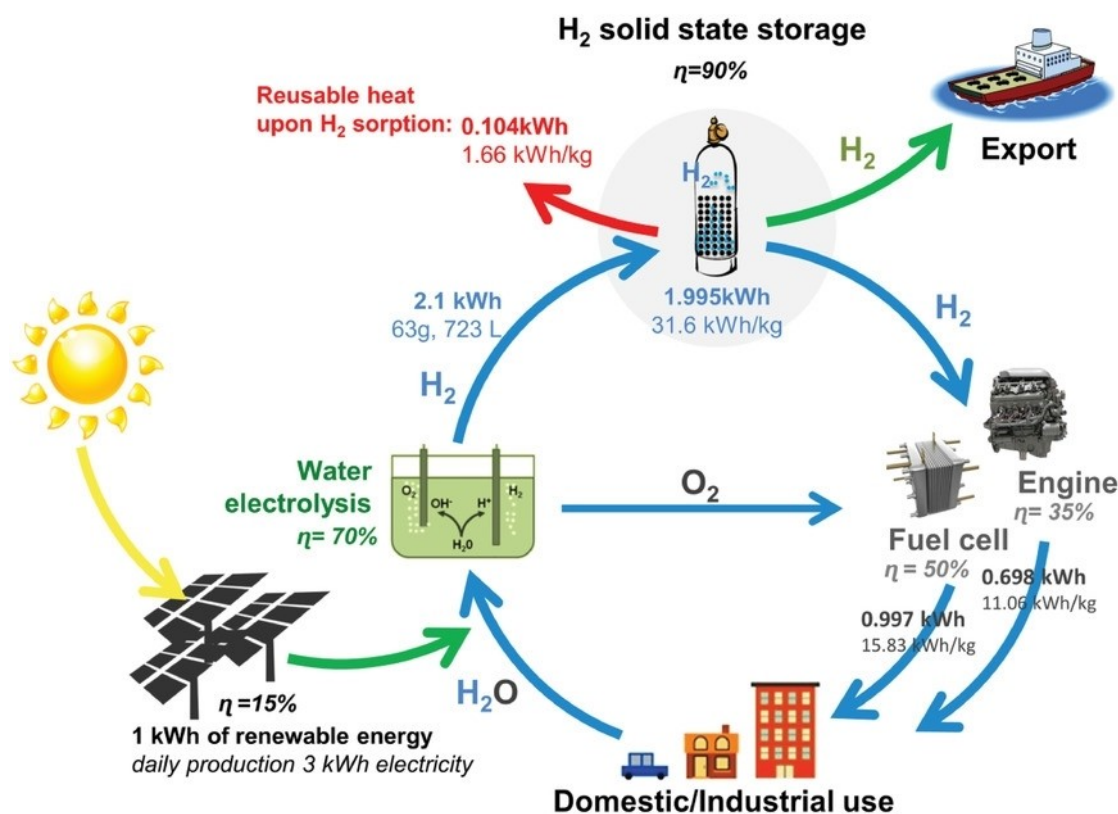 H₂ solid state storage
η=90%
Reusable heat
upon H₂ sorption: 0.104kWh
1.66 kWh/kg
H₂
H₂
Export
2.1 kWh
63g, 723 L
1.995kWh
31.6 kWh/kg
H₂
H₂
Water
electrolysis
η= 70%
O₂
OH⁻
H⁺
H₂
H₂0
O₂
Engine
η= 35%
Fuel cell
η = 50%
0.698 kWh
11.06 kWh/kg
0.997 kWh
15.83 kWh/kg
H₂O
η =15%
1 kWh of renewable energy
daily production 3 kWh electricity
Domestic/Industrial use